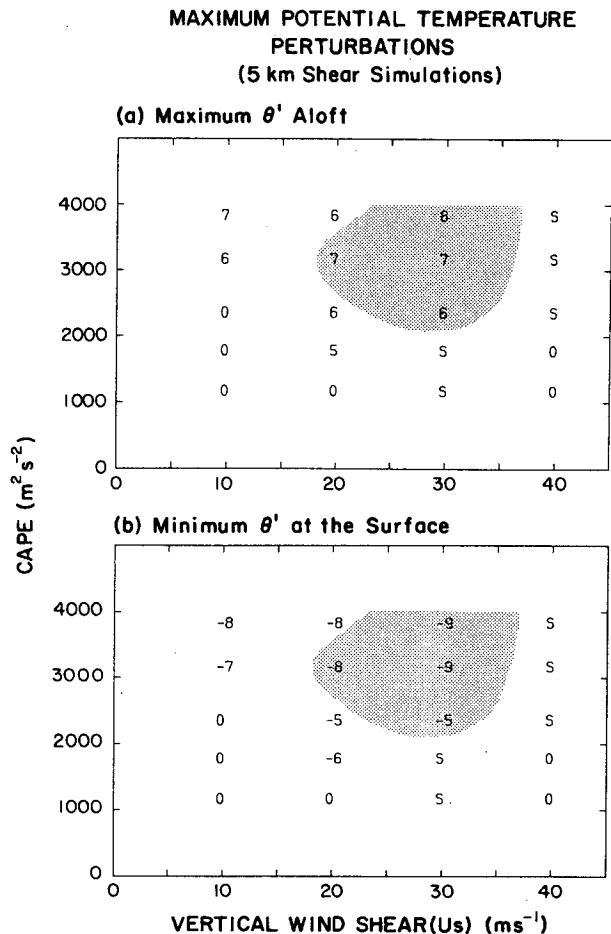 MAXIMUM POTENTIAL TEMPERATURE
PERTURBATIONS
(5 km Shear Simulations)
(a) Maximum θ' Aloft
4000
3000
2000
1000
0
7 6 8 S
6 7 7 S
0 6 6 S
0 5 S 0
0 0 S 0
0 10 20 30 40
CAPE (m² s⁻²)
(b) Minimum θ' at the Surface
4000
3000
2000
1000
0
-8 -8 -9 S
-7 -8 -9 S
0 -5 -5 S
0 -6 S 0
0 0 S 0
0 10 20 30 40
VERTICAL WIND SHEAR(Us) (ms⁻¹)